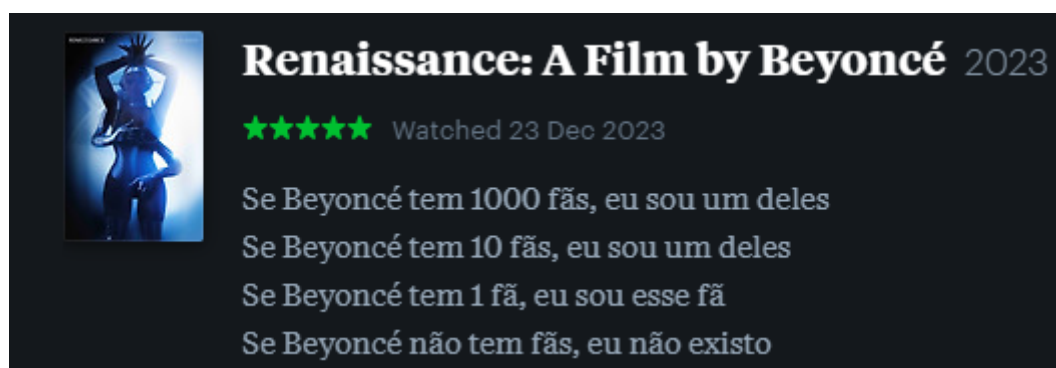 Renaissance: A Film by Beyoncé 2023
★★★★★ Watched 23 Dec 2023
Se Beyoncé tem 1000 fãs, eu sou um deles
Se Beyoncé tem 10 fãs, eu sou um deles
Se Beyoncé tem 1 fã, eu sou esse fã
Se Beyoncé não tem fãs, eu não existo